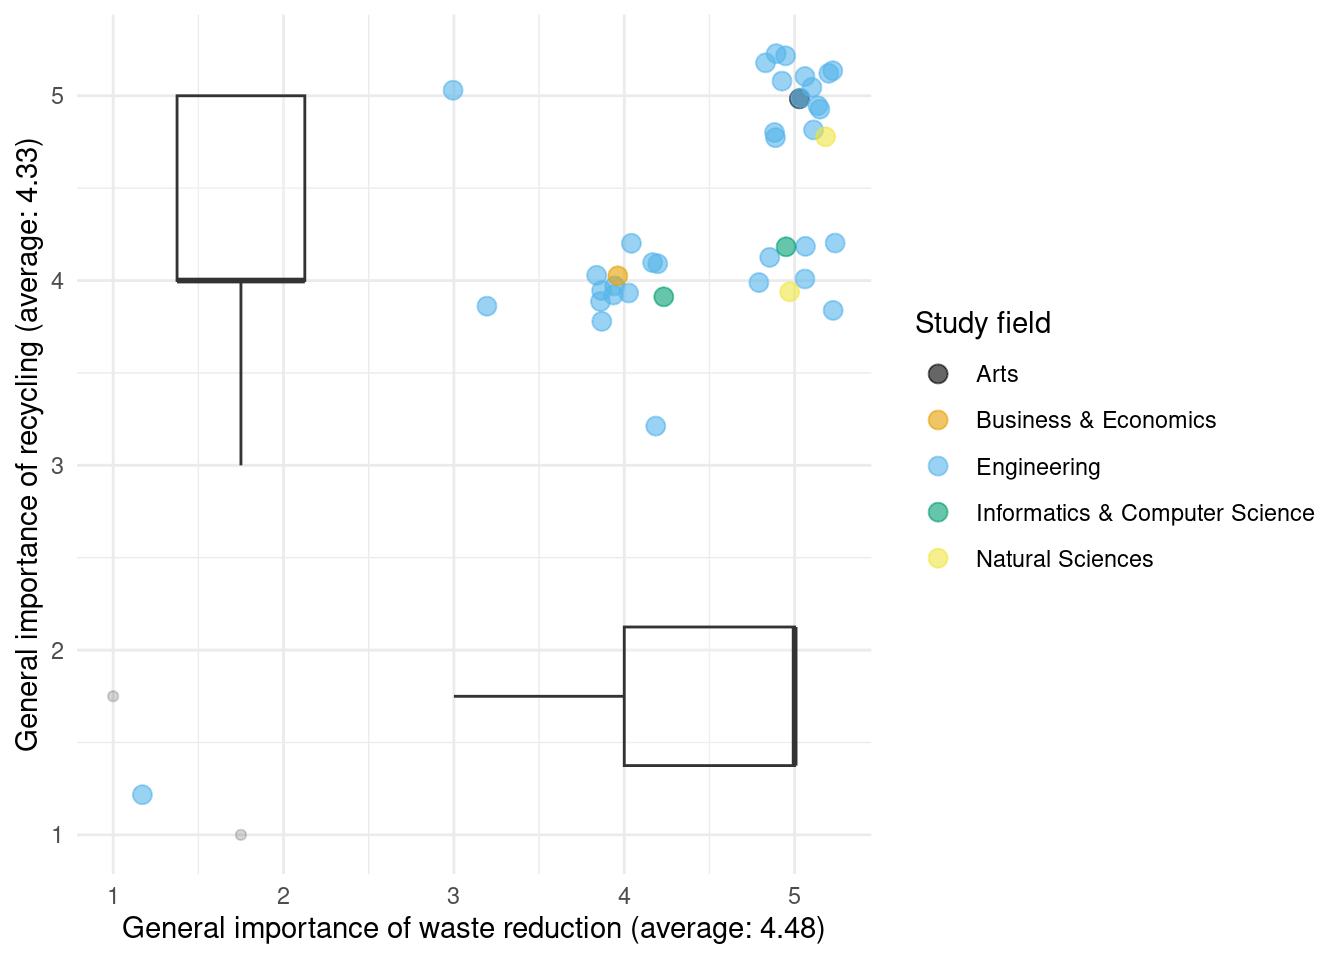 General importance of recycling (average: 4.33)
5
4
3
2
1
1 2 3 4 5
General importance of waste reduction (average: 4.48)
Study field
Arts
Business & Economics
Engineering
Informatics & Computer Science
Natural Sciences